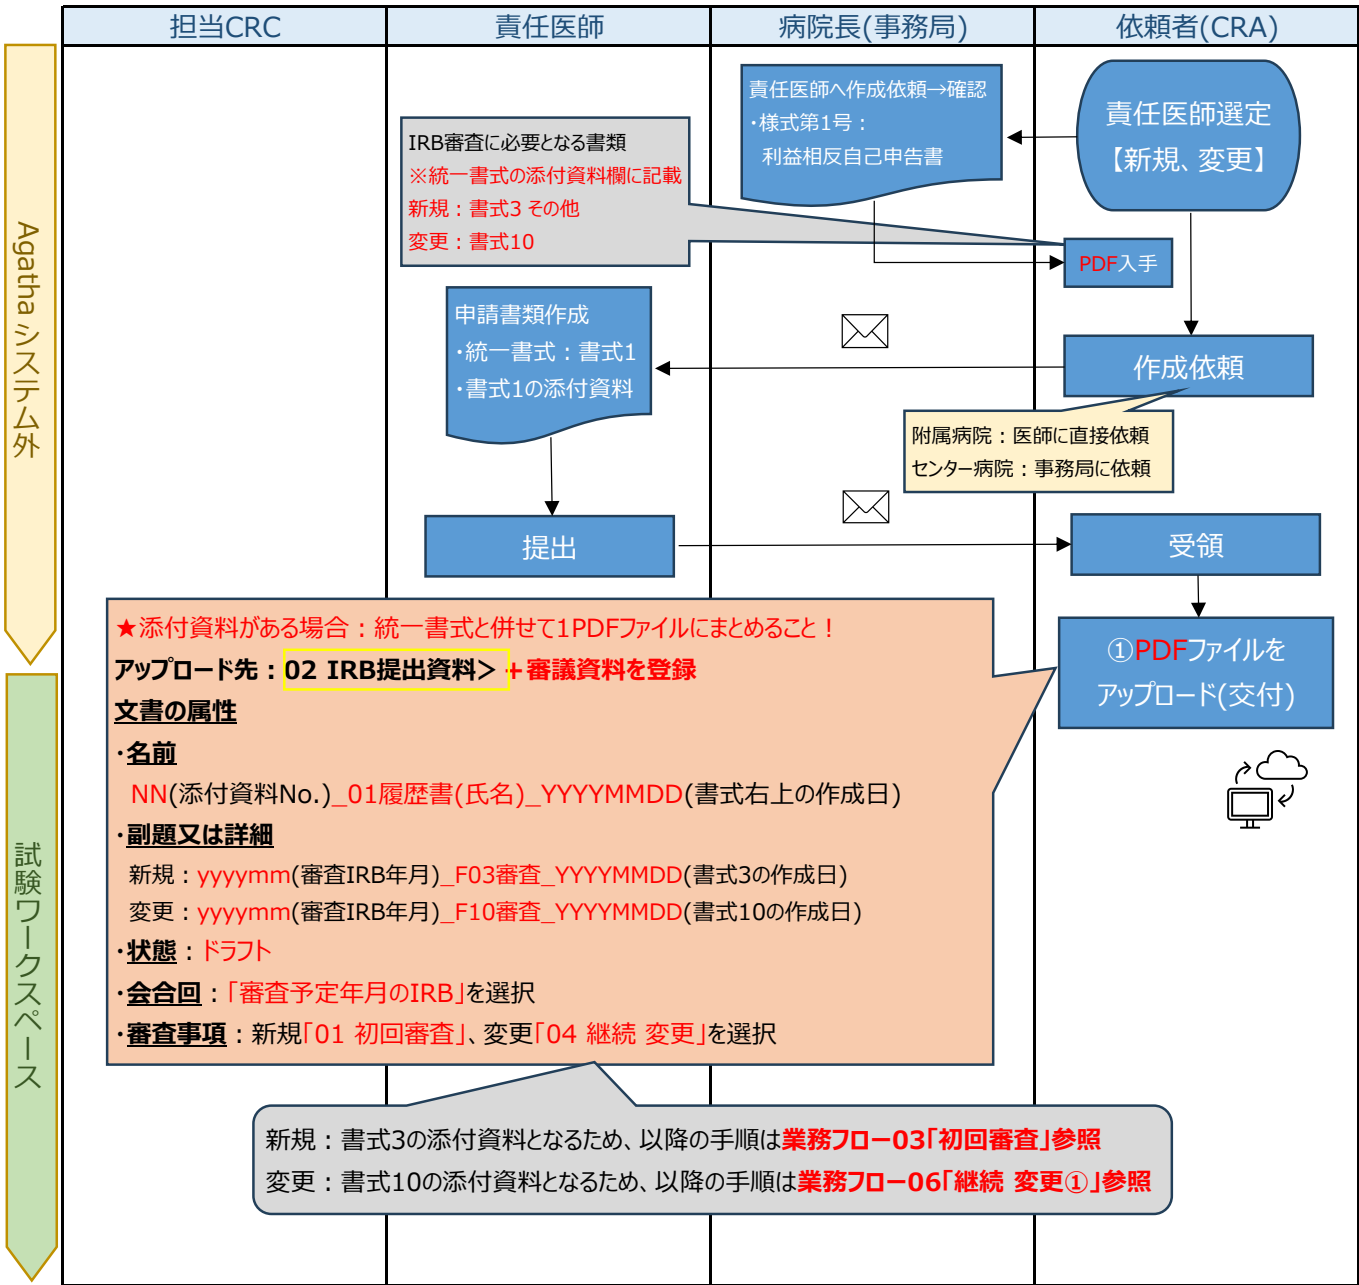 担当CRC
責任医師
病院長(事務局)
依頼者(CRA)
Agatha システム外
責任医師選定
【新規、変更】
責任医師へ作成依頼→確認
・様式第1号：
利益相反自己申告書
IRB審査に必要となる書類
※統一書式の添付資料欄に記載
新規：書式3 その他
変更：書式10
PDF入手
申請書類作成
・統一書式：書式1
・書式1の添付資料
作成依頼
附属病院：医師に直接依頼
センター病院：事務局に依頼
提出
受領
①PDFファイルを
アップロード(交付)
試験ワークスペース
★添付資料がある場合：統一書式と併せて1PDFファイルにまとめること！
アップロード先：02 IRB提出資料>＋審議資料を登録
文書の属性
・名前
NN(添付資料No.)_01履歴書(氏名)_YYYYMMDD(書式右上の作成日)
・副題又は詳細
新規：yyyymm(審査IRB年月)_F03審査_YYYYMMDD(書式3の作成日)
変更：yyyymm(審査IRB年月)_F10審査_YYYYMMDD(書式10の作成日)
・状態：ドラフト
・会合回：「審査予定年月のIRB」を選択
・審査事項：新規「01 初回審査」、変更「04 継続 変更」を選択
新規：書式3の添付資料となるため、以降の手順は業務フロー03「初回審査」参照
変更：書式10の添付資料となるため、以降の手順は業務フロー06「継続 変更①」参照